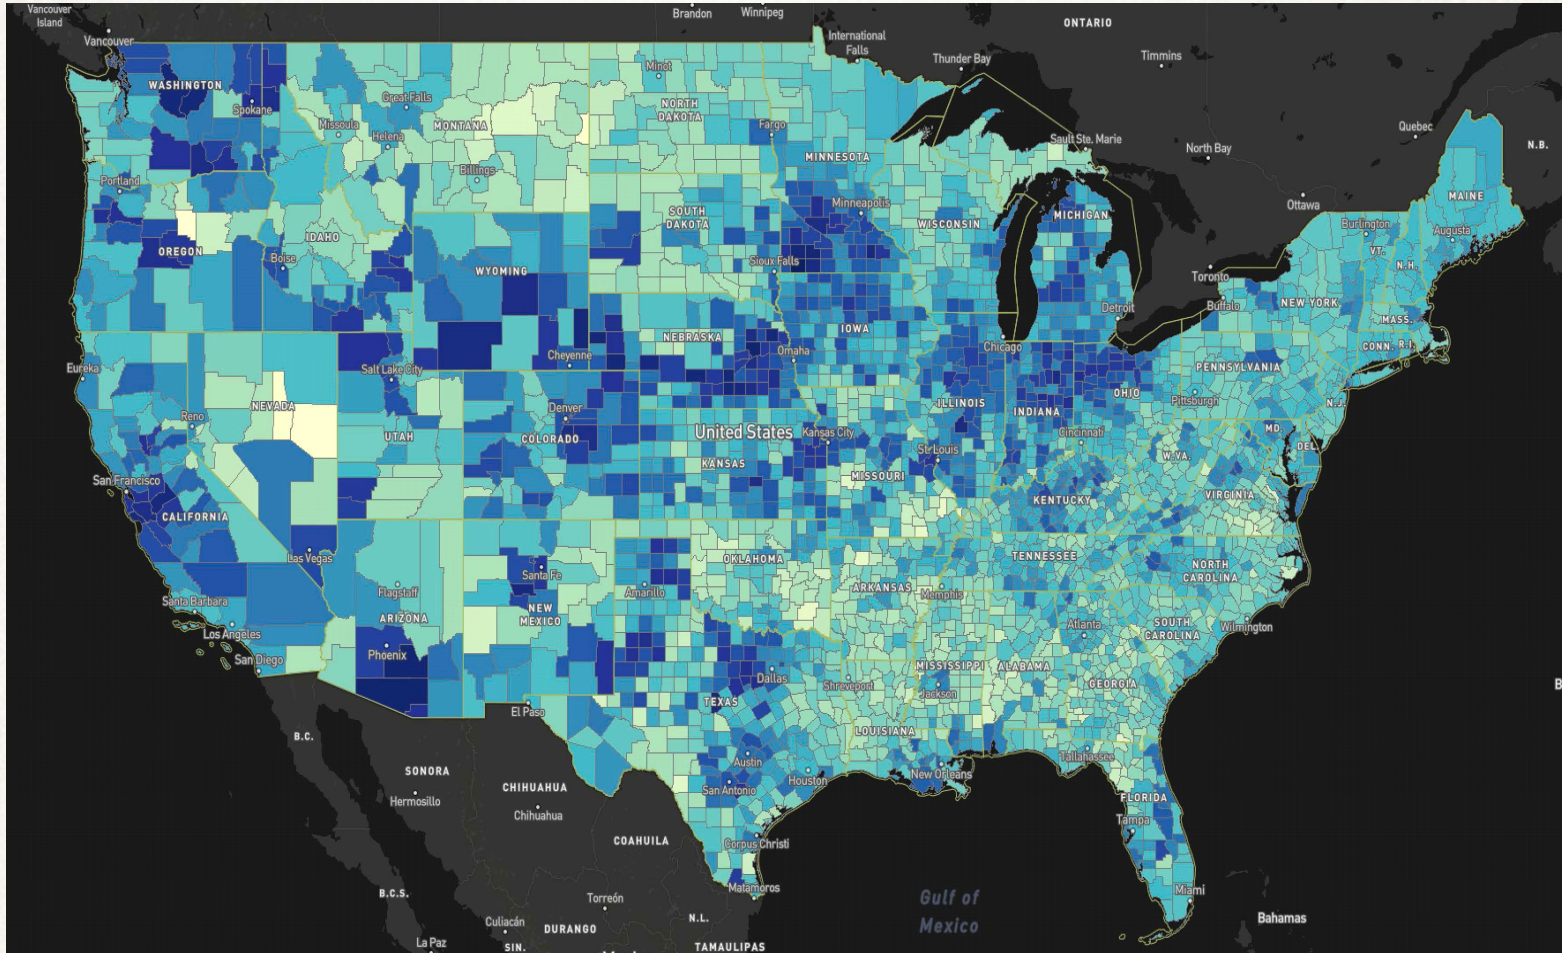 Vancouver
Island
Vancouver
Brandon
Winnipeg
ONTARIO
International
Falls
Thunder Bay
Timmins
Quebec
N.B.
WASHINGTON
Spokane
Great Falls
Missoula
Helena
MONTANA
Billings
Minot
NORTH
DAKOTA
Fargo
MINNESOTA
Sault Ste. Marie
North Bay
Ottawa
MAINE
Portland
OREGON
IDAHO
Boise
WYOMING
SOUTH
DAKOTA
Minneapolis
WISCONSIN
MICHIGAN
Burlington
VT.
N.H.
Augusta
Sioux Falls
Toronto
Buffalo
NEW YORK
Detroit
MASS.
CONN.
R.I.
Eureka
Salt Lake City
Cheyenne
NEBRASKA
IOWA
Omaha
Chicago
PENNSYLVANIA
Pittsburgh
N.J.
Reno
NEVADA
UTAH
Denver
COLORADO
United States
Kansas City
KANSAS
ILLINOIS
INDIANA
OHIO
Cincinnati
MD.
DEL.
W.VA.
St. Louis
MISSOURI
San Francisco
CALIFORNIA
KENTUCKY
VIRGINIA
Las Vegas
Santa Fe
OKLAHOMA
TENNESSEE
NORTH
CAROLINA
Santa Barbara
Flagstaff
Amarillo
ARKANSAS
Memphis
Los Angeles
ARIZONA
NEW
MEXICO
Atlanta
SOUTH
CAROLINA
Wilmington
San Diego
Phoenix
Dallas
Shreveport
MISSISSIPPI
ALABAMA
Jackson
GEORGIA
El Paso
TEXAS
LOUISIANA
B.C.
Austin
Tallahassee
SONORA
Hermosillo
CHIHUAHUA
Chihuahua
San Antonio
Houston
New Orleans
FLORIDA
Tampa
COAHUILA
Corpus Christi
B.C.S.
Torreón
Matamoros
Miami
Gulf of
Mexico
Bahamas
Culiacán
DURANGO
N.L.
La Paz
SIN.
TAMAULIPAS